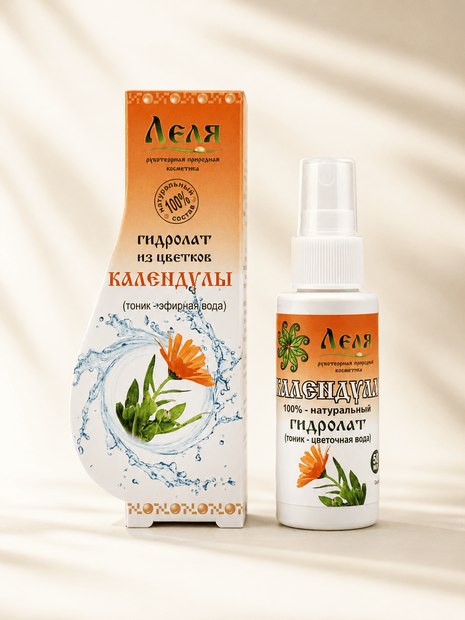 Леля
рукотворная природная
косметика
натуральный
100%
состав
ГИДРОЛАТ
ИЗ ЦВЕТКОВ
КАЛЕНДУЛЫ
(тоник - эфирная вода)
Леля
рукотворная природная
косметика
КАЛЕНДУЛА
100% - натуральный
ГИДРОЛАТ
(тоник - цветочная вода)